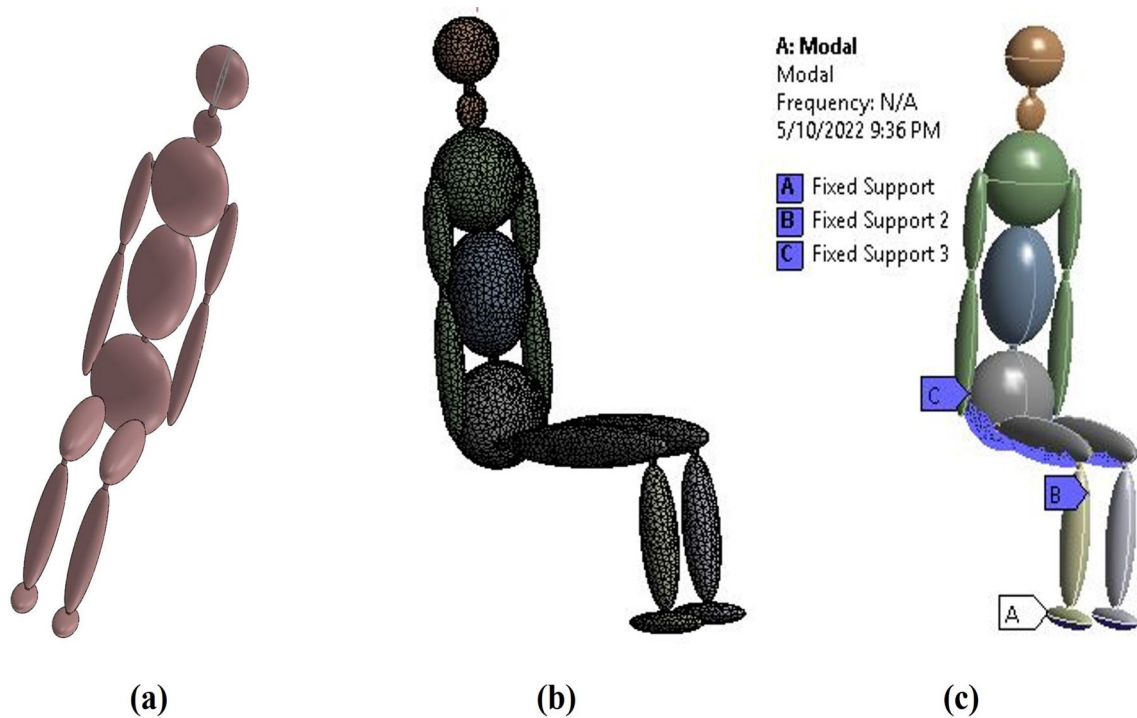 A: Modal
Modal
Frequency: N/A
5/10/2022 9:36 PM
A Fixed Support
B Fixed Support 2
C Fixed Support 3
C
B
A
(a)
(b)
(c)